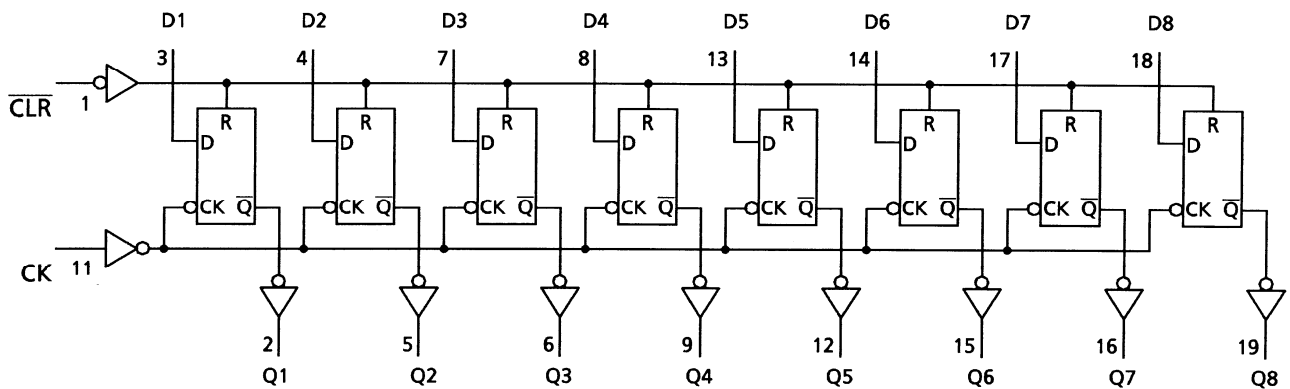 D1 D2 D3 D4 D5 D6 D7 D8
3 4 7 8 13 14 17 18
C̅L̅R̅ 1
R R R R R R R R
D D D D D D D D
CK Q̅ CK Q̅ CK Q̅ CK Q̅ CK Q̅ CK Q̅ CK Q̅ CK Q̅
CK 11
2 5 6 9 12 15 16 19
Q1 Q2 Q3 Q4 Q5 Q6 Q7 Q8